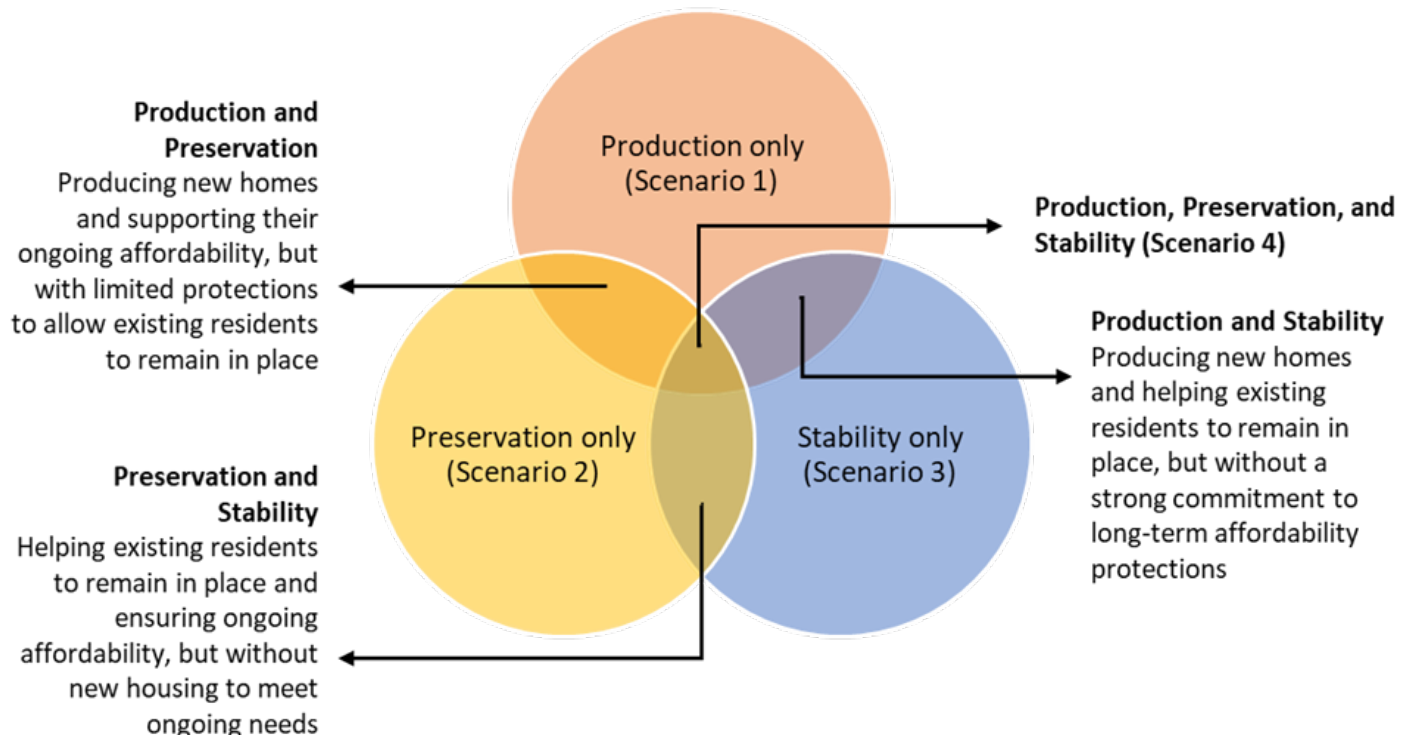 Production and
Preservation
Producing new homes
and supporting their
ongoing affordability, but
with limited protections
to allow existing residents
to remain in place
Production only
(Scenario 1)
Production, Preservation, and
Stability (Scenario 4)
Production and Stability
Producing new homes
and helping existing
residents to remain in
place, but without a
strong commitment to
long-term affordability
protections
Preservation only
(Scenario 2)
Stability only
(Scenario 3)
Preservation and
Stability
Helping existing residents
to remain in place and
ensuring ongoing
affordability, but without
new housing to meet
ongoing needs